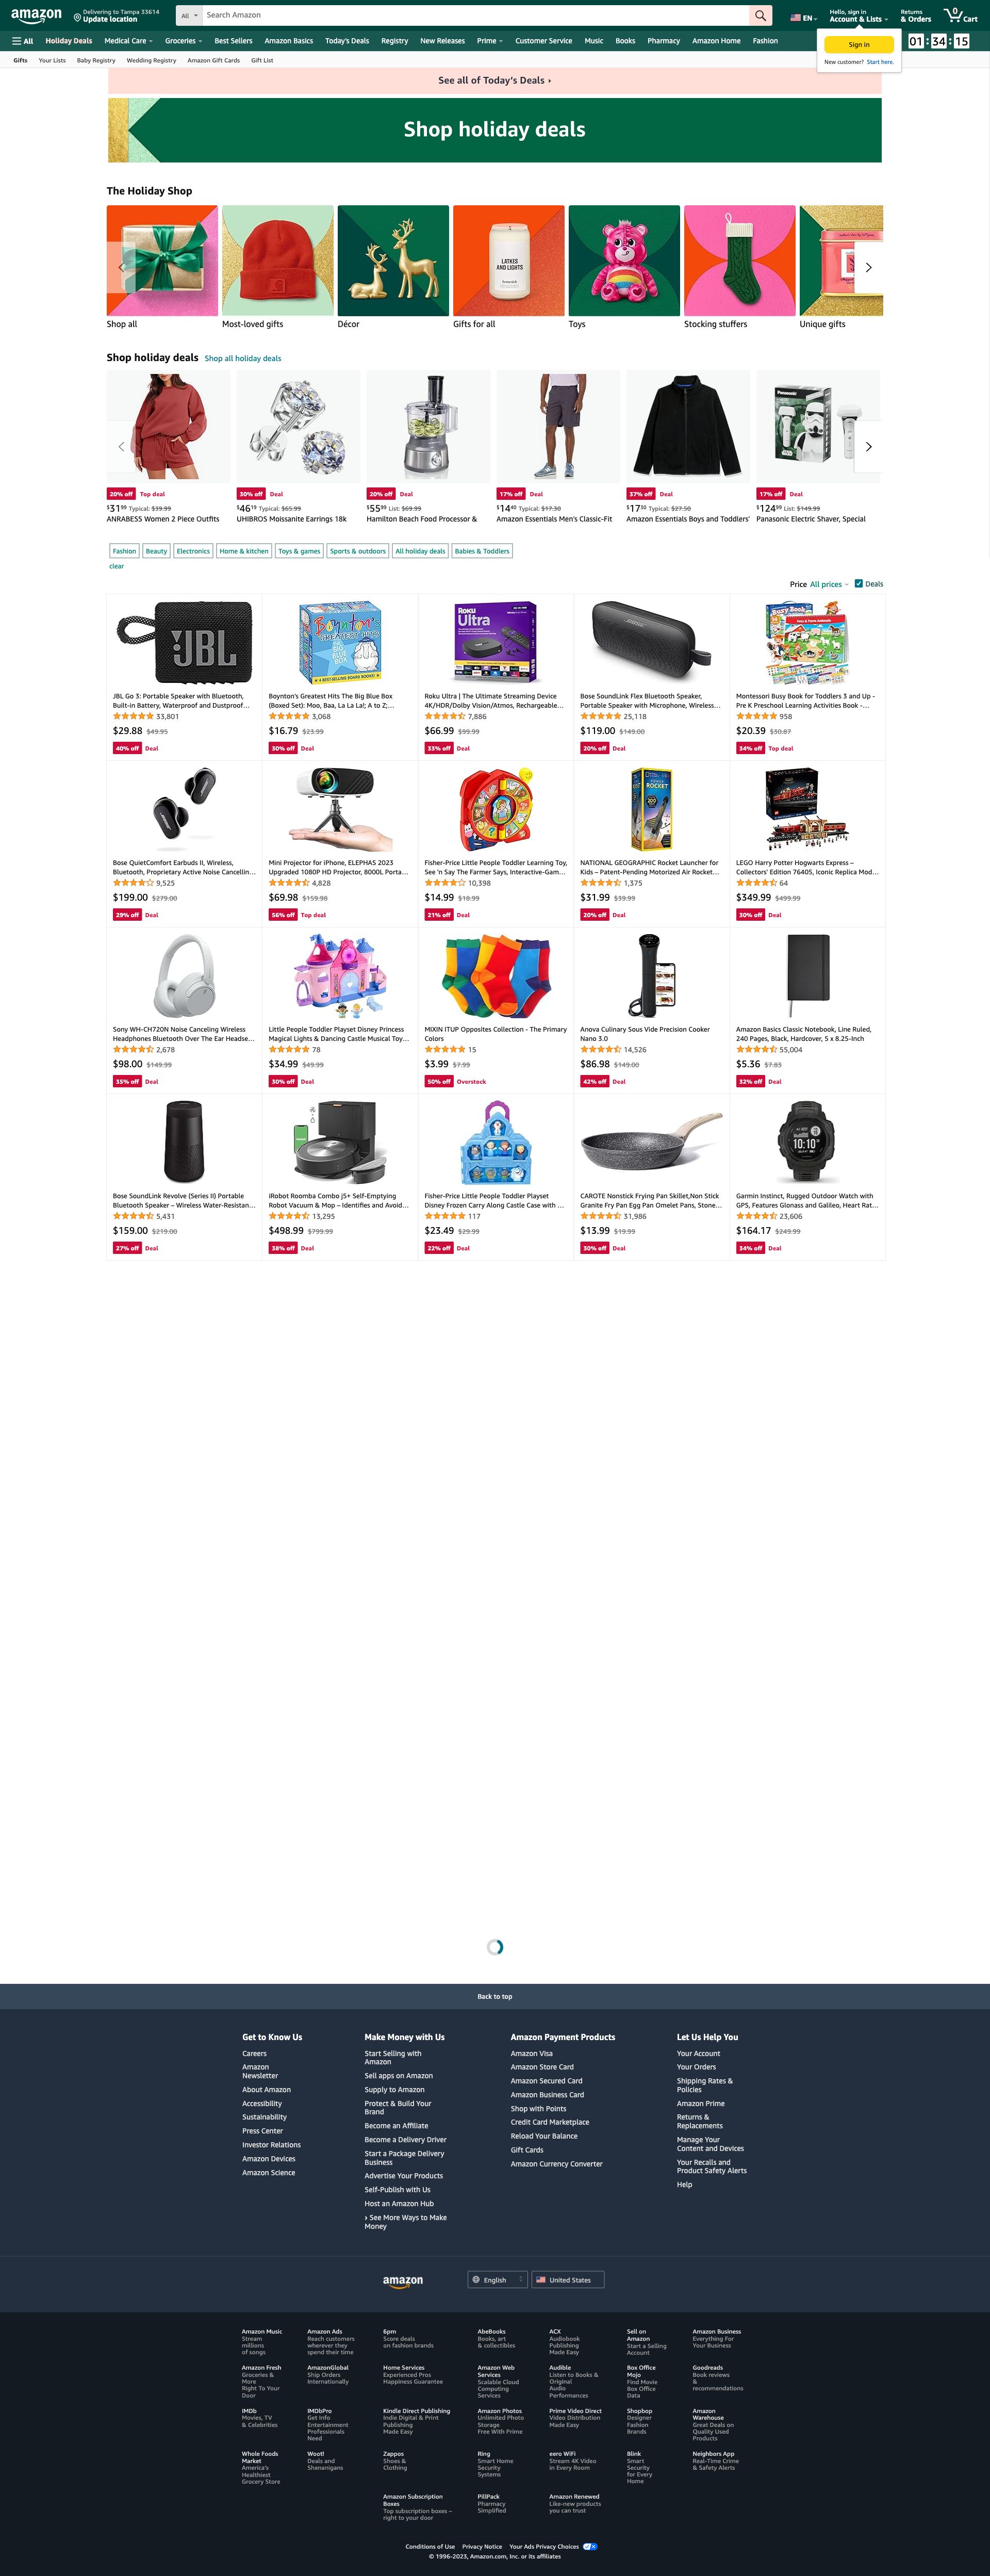 amazon
Delivering to Tampa 33614
Update location
All
Search Amazon
EN
Hello, sign in
Account & Lists
Returns
& Orders
0
Cart
All
Holiday Deals
Medical Care
Groceries
Best Sellers
Amazon Basics
Today's Deals
Registry
New Releases
Prime
Customer Service
Music
Books
Pharmacy
Amazon Home
Fashion
01 : 34 : 15
Sign in
New customer? Start here.
Gifts
Your Lists
Baby Registry
Wedding Registry
Amazon Gift Cards
Gift List
See all of Today's Deals ›
Shop holiday deals
The Holiday Shop
LATKES
AND LIGHTS
Shop all
Most-loved gifts
Décor
Gifts for all
Toys
Stocking stuffers
Unique gifts
Shop holiday deals
Shop all holiday deals
Panasonic
20% off Top deal
$31.99 Typical: $39.99
ANRABESS Women 2 Piece Outfits
30% off Deal
$46.19 Typical: $65.99
UHIBROS Moissanite Earrings 18k
20% off Deal
$55.99 List: $69.99
Hamilton Beach Food Processor &
17% off Deal
$14.40 Typical: $17.30
Amazon Essentials Men's Classic-Fit
37% off Deal
$17.30 Typical: $27.50
Amazon Essentials Boys and Toddlers'
17% off Deal
$124.99 List: $149.99
Panasonic Electric Shaver, Special
Fashion
Beauty
Electronics
Home & kitchen
Toys & games
Sports & outdoors
All holiday deals
Babies & Toddlers
clear
Price All prices
Deals
JBL
JBL Go 3: Portable Speaker with Bluetooth,
Built-in Battery, Waterproof and Dustproof…
33,801
$29.88 $49.95
40% off Deal
Boynton's
GREATEST HITS
Boynton's Greatest Hits The Big Blue Box
(Boxed Set): Moo, Baa, La La La!; A to Z;…
3,068
$16.79 $23.99
30% off Deal
Roku
Ultra
Roku Ultra | The Ultimate Streaming Device
4K/HDR/Dolby Vision/Atmos, Rechargeable…
7,886
$66.99 $99.99
33% off Deal
BOSE
Bose SoundLink Flex Bluetooth Speaker,
Portable Speaker with Microphone, Wireless…
25,118
$119.00 $149.00
20% off Deal
Busy Book
Montessori Busy Book for Toddlers 3 and Up -
Pre K Preschool Learning Activities Book -…
958
$20.39 $30.87
34% off Top deal
Bose QuietComfort Earbuds II, Wireless,
Bluetooth, Proprietary Active Noise Cancellin…
9,525
$199.00 $279.00
29% off Deal
Mini Projector for iPhone, ELEPHAS 2023
Upgraded 1080P HD Projector, 8000L Porta…
4,828
$69.98 $159.98
56% off Top deal
Fisher-Price Little People Toddler Learning Toy,
See 'n Say The Farmer Says, Interactive-Gam…
10,398
$14.99 $18.99
21% off Deal
ROCKET
NATIONAL GEOGRAPHIC Rocket Launcher for
Kids – Patent-Pending Motorized Air Rocket…
1,375
$31.99 $39.99
20% off Deal
LEGO Harry Potter Hogwarts Express –
Collectors' Edition 76405, Iconic Replica Mod…
64
$349.99 $499.99
30% off Deal
Sony WH-CH720N Noise Canceling Wireless
Headphones Bluetooth Over The Ear Headse…
2,678
$98.00 $149.99
35% off Deal
Little People Toddler Playset Disney Princess
Magical Lights & Dancing Castle Musical Toy…
78
$34.99 $49.99
30% off Deal
MIXIN ITUP Opposites Collection - The Primary
Colors
15
$3.99 $7.99
50% off Overstock
Anova Culinary Sous Vide Precision Cooker
Nano 3.0
14,526
$86.98 $149.00
42% off Deal
Amazon Basics Classic Notebook, Line Ruled,
240 Pages, Black, Hardcover, 5 x 8.25-Inch
55,004
$5.36 $7.83
32% off Deal
Bose SoundLink Revolve (Series II) Portable
Bluetooth Speaker – Wireless Water-Resistan…
5,431
$159.00 $219.00
27% off Deal
iRobot Roomba Combo j5+ Self-Emptying
Robot Vacuum & Mop – Identifies and Avoid…
13,295
$498.99 $799.99
38% off Deal
Fisher-Price Little People Toddler Playset
Disney Frozen Carry Along Castle Case with …
117
$23.49 $29.99
22% off Deal
CAROTE Nonstick Frying Pan Skillet,Non Stick
Granite Fry Pan Egg Pan Omelet Pans, Stone…
31,986
$13.99 $19.99
30% off Deal
10:10
Garmin Instinct, Rugged Outdoor Watch with
GPS, Features Glonass and Galileo, Heart Rat…
23,606
$164.17 $249.99
34% off Deal
Back to top
Get to Know Us
Careers
Amazon
Newsletter
About Amazon
Accessibility
Sustainability
Press Center
Investor Relations
Amazon Devices
Amazon Science
Make Money with Us
Start Selling with
Amazon
Sell apps on Amazon
Supply to Amazon
Protect & Build Your
Brand
Become an Affiliate
Become a Delivery Driver
Start a Package Delivery
Business
Advertise Your Products
Self-Publish with Us
Host an Amazon Hub
› See More Ways to Make
Money
Amazon Payment Products
Amazon Visa
Amazon Store Card
Amazon Secured Card
Amazon Business Card
Shop with Points
Credit Card Marketplace
Reload Your Balance
Gift Cards
Amazon Currency Converter
Let Us Help You
Your Account
Your Orders
Shipping Rates &
Policies
Amazon Prime
Returns &
Replacements
Manage Your
Content and Devices
Your Recalls and
Product Safety Alerts
Help
amazon
English
United States
Amazon Music
Stream
millions
of songs
Amazon Ads
Reach customers
wherever they
spend their time
6pm
Score deals
on fashion brands
AbeBooks
Books, art
& collectibles
ACX
Audiobook
Publishing
Made Easy
Sell on
Amazon
Start a Selling
Account
Amazon Business
Everything For
Your Business
Amazon Fresh
Groceries &
More
Right To Your
Door
AmazonGlobal
Ship Orders
Internationally
Home Services
Experienced Pros
Happiness Guarantee
Amazon Web
Services
Scalable Cloud
Computing
Services
Audible
Listen to Books &
Original
Audio
Performances
Box Office
Mojo
Find Movie
Box Office
Data
Goodreads
Book reviews
&
recommendations
IMDb
Movies, TV
& Celebrities
IMDbPro
Get Info
Entertainment
Professionals
Need
Kindle Direct Publishing
Indie Digital & Print
Publishing
Made Easy
Amazon Photos
Unlimited Photo
Storage
Free With Prime
Prime Video Direct
Video Distribution
Made Easy
Shopbop
Designer
Fashion
Brands
Amazon
Warehouse
Great Deals on
Quality Used
Products
Whole Foods
Market
America's
Healthiest
Grocery Store
Woot!
Deals and
Shenanigans
Zappos
Shoes &
Clothing
Ring
Smart Home
Security
Systems
eero WiFi
Stream 4K Video
in Every Room
Blink
Smart
Security
for Every
Home
Neighbors App
Real-Time Crime
& Safety Alerts
Amazon Subscription
Boxes
Top subscription boxes –
right to your door
PillPack
Pharmacy
Simplified
Amazon Renewed
Like-new products
you can trust
Conditions of Use
Privacy Notice
Your Ads Privacy Choices
© 1996-2023, Amazon.com, Inc. or its affiliates